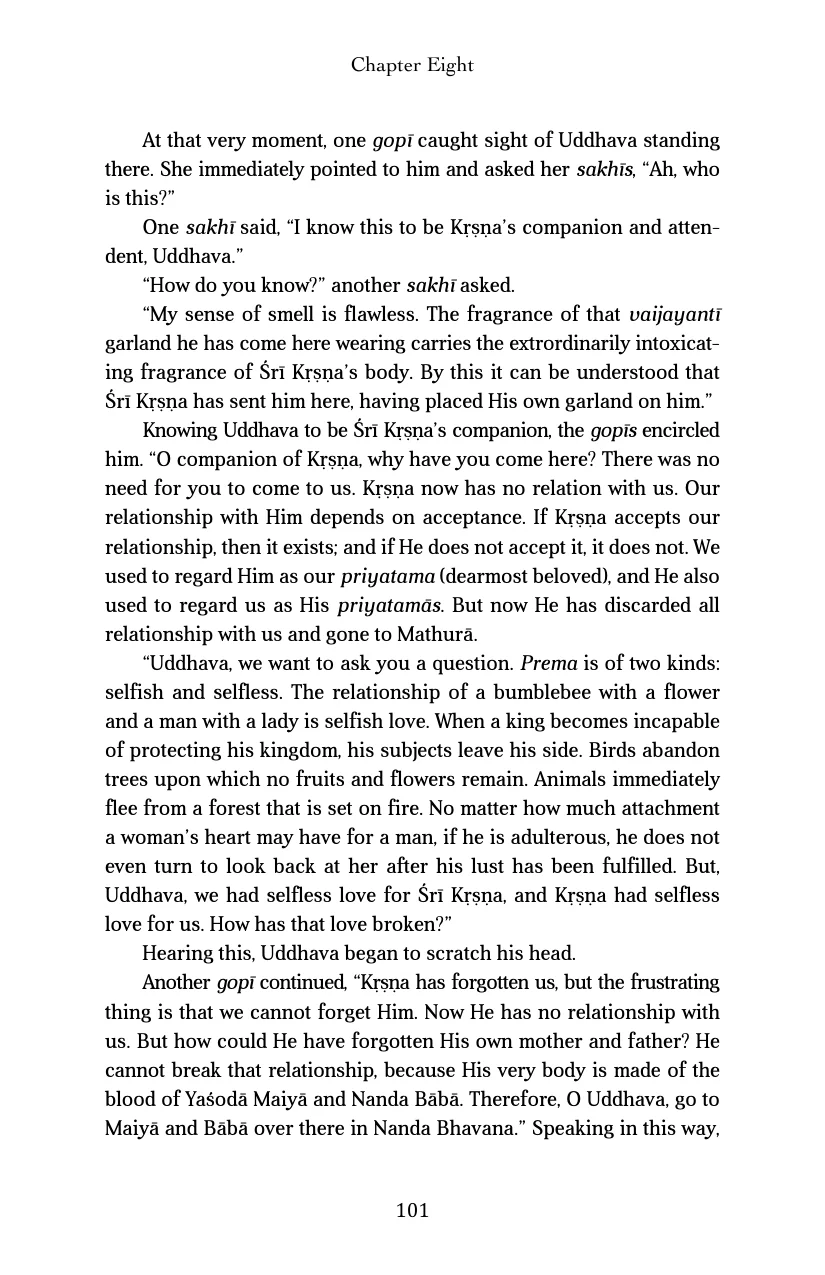 Chapter Eight
At that very moment, one gopī caught sight of Uddhava standing
there. She immediately pointed to him and asked her sakhīs, “Ah, who
is this?”
One sakhī said, “I know this to be Kṛṣṇa’s companion and atten-
dent, Uddhava.”
“How do you know?” another sakhī asked.
“My sense of smell is flawless. The fragrance of that vaijayantī
garland he has come here wearing carries the extrordinarily intoxicat-
ing fragrance of Śrī Kṛṣṇa’s body. By this it can be understood that
Śrī Kṛṣṇa has sent him here, having placed His own garland on him.”
Knowing Uddhava to be Śrī Kṛṣṇa’s companion, the gopīs encircled
him. “O companion of Kṛṣṇa, why have you come here? There was no
need for you to come to us. Kṛṣṇa now has no relation with us. Our
relationship with Him depends on acceptance. If Kṛṣṇa accepts our
relationship, then it exists; and if He does not accept it, it does not. We
used to regard Him as our priyatama (dearmost beloved), and He also
used to regard us as His priyatamās. But now He has discarded all
relationship with us and gone to Mathurā.
“Uddhava, we want to ask you a question. Prema is of two kinds:
selfish and selfless. The relationship of a bumblebee with a flower
and a man with a lady is selfish love. When a king becomes incapable
of protecting his kingdom, his subjects leave his side. Birds abandon
trees upon which no fruits and flowers remain. Animals immediately
flee from a forest that is set on fire. No matter how much attachment
a woman’s heart may have for a man, if he is adulterous, he does not
even turn to look back at her after his lust has been fulfilled. But,
Uddhava, we had selfless love for Śrī Kṛṣṇa, and Kṛṣṇa had selfless
love for us. How has that love broken?”
Hearing this, Uddhava began to scratch his head.
Another gopī continued, “Kṛṣṇa has forgotten us, but the frustrating
thing is that we cannot forget Him. Now He has no relationship with
us. But how could He have forgotten His own mother and father? He
cannot break that relationship, because His very body is made of the
blood of Yaśodā Maiyā and Nanda Bābā. Therefore, O Uddhava, go to
Maiyā and Bābā over there in Nanda Bhavana.” Speaking in this way,
101